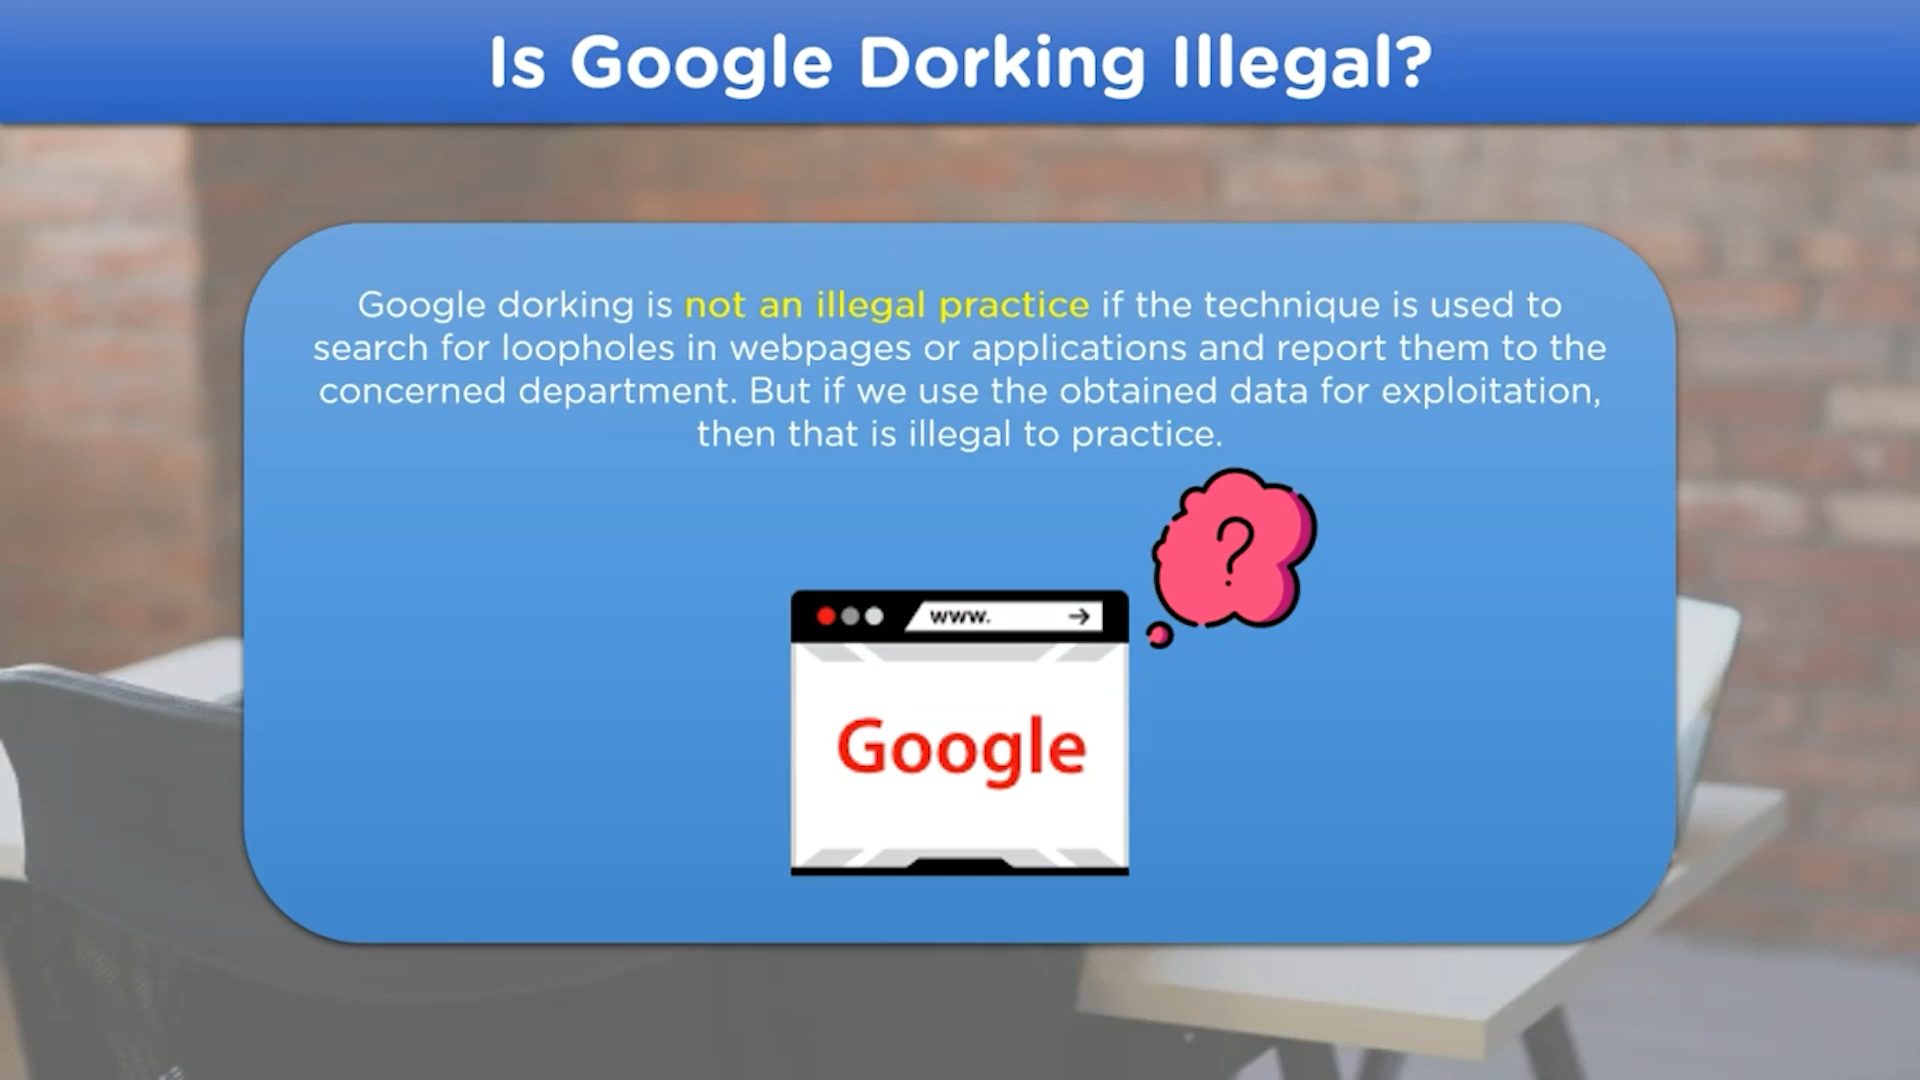 Is Google Dorking Illegal?
Google dorking is not an illegal practice if the technique is used to
search for loopholes in webpages or applications and report them to the
concerned department. But if we use the obtained data for exploitation,
then that is illegal to practice.
?
www.
Google